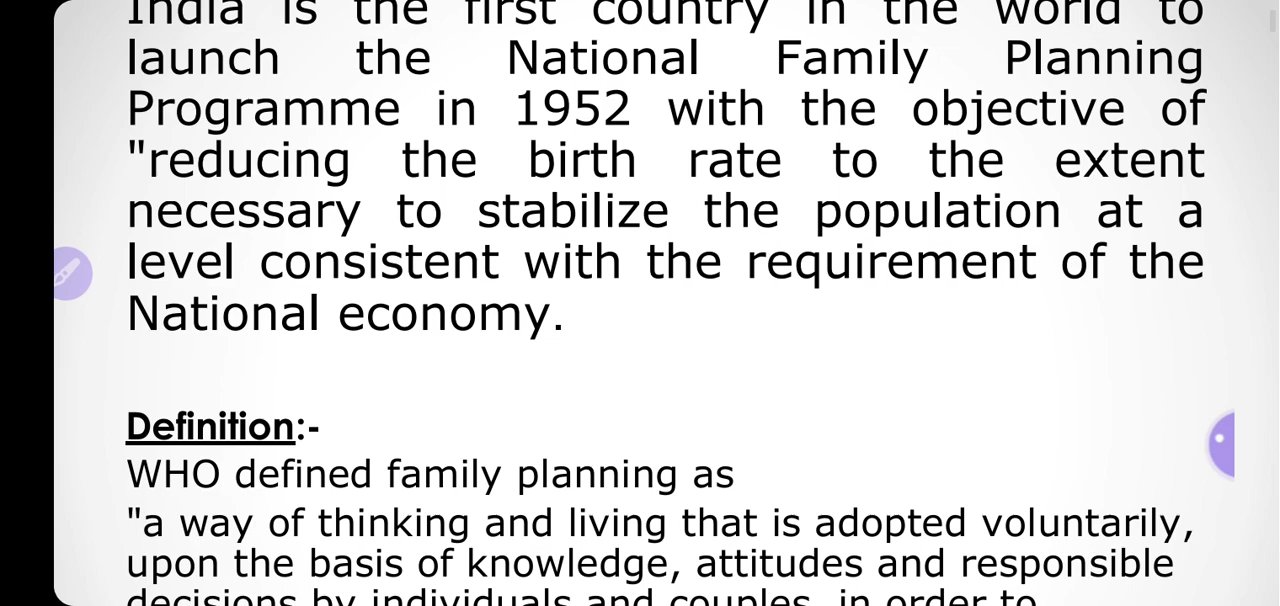 India is the first country in the world to
launch the National Family Planning
Programme in 1952 with the objective of
"reducing the birth rate to the extent
necessary to stabilize the population at a
level consistent with the requirement of the
National economy.
Definition:-
WHO defined family planning as
"a way of thinking and living that is adopted voluntarily,
upon the basis of knowledge, attitudes and responsible
decisions by individuals and couples, in order to